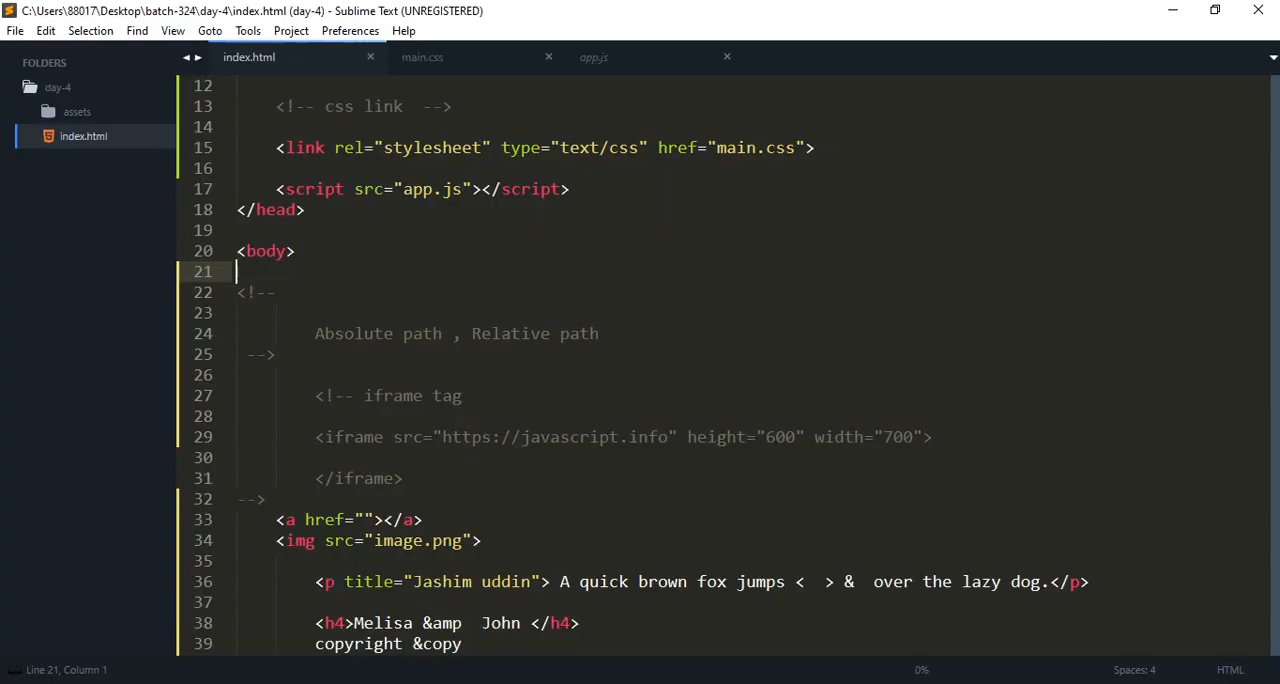 C:\Users\88017\Desktop\batch-324\day-4\index.html (day-4) - Sublime Text (UNREGISTERED)
File Edit Selection Find View Goto Tools Project Preferences Help
FOLDERS
day-4
assets
index.html
index.html main.css app.js
12
13 <!-- css link  -->
14
15 <link rel="stylesheet" type="text/css" href="main.css">
16
17 <script src="app.js"></script>
18 </head>
19
20 <body>
21
22 <!--
23
24 Absolute path , Relative path
25 -->
26
27 <!-- iframe tag
28
29 <iframe src="https://javascript.info" height="600" width="700">
30
31 </iframe>
32 -->
33 <a href=""></a>
34 <img src="image.png">
35
36 <p title="Jashim uddin"> A quick brown fox jumps <  > &  over the lazy dog.</p>
37
38 <h4>Melisa &amp  John </h4>
39 copyright &copy
Line 21, Column 1 0% Spaces: 4 HTML